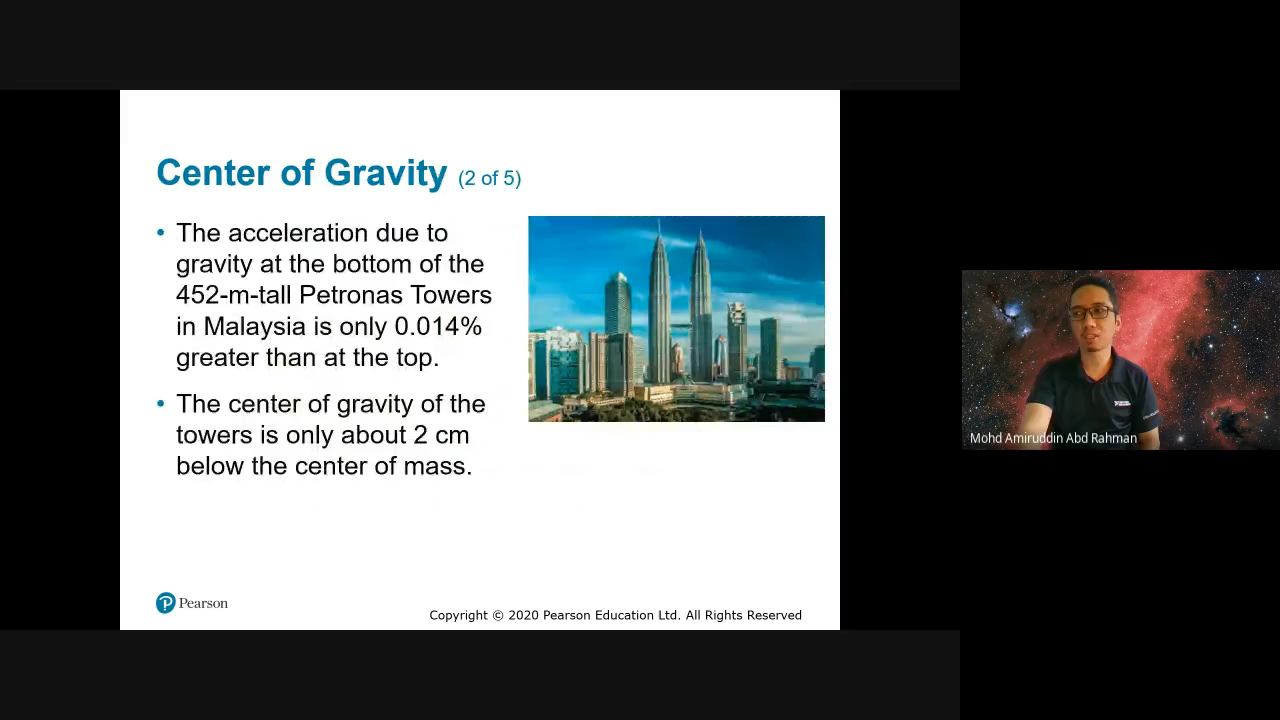 Center of Gravity (2 of 5)
• The acceleration due to
gravity at the bottom of the
452-m-tall Petronas Towers
in Malaysia is only 0.014%
greater than at the top.
• The center of gravity of the
towers is only about 2 cm
below the center of mass.
Pearson
Copyright © 2020 Pearson Education Ltd. All Rights Reserved
Mohd Amiruddin Abd Rahman